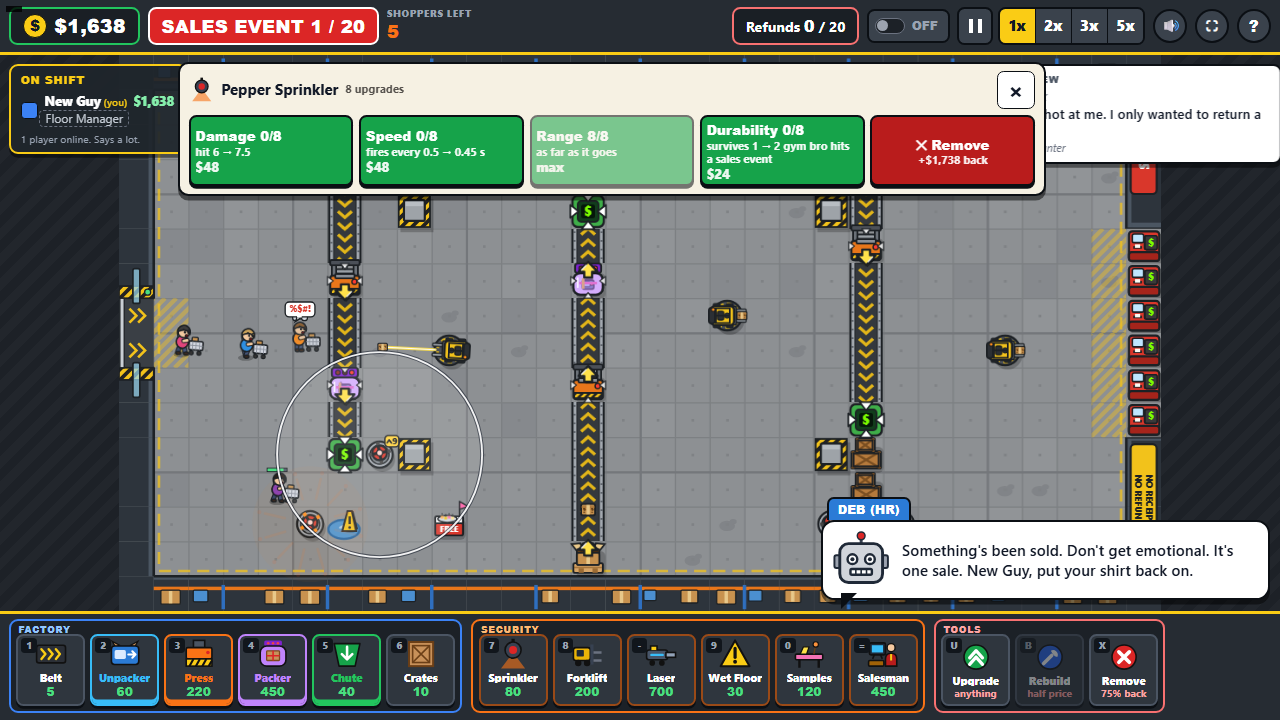 $ $1,638
SALES EVENT 1 / 20
SHOPPERS LEFT
5
Refunds 0 / 20
OFF
1x
2x
3x
5x
?
ON SHIFT
New Guy (you) $1,638
Floor Manager
1 player online. Says a lot.
Pepper Sprinkler 8 upgrades
×
Damage 0/8
hit 6 → 7.5
$48
Speed 0/8
fires every 0.5 → 0.45 s
$48
Range 8/8
as far as it goes
max
Durability 0/8
survives 1 → 2 gym bro hits
a sales event
$24
✕ Remove
+$1,738 back
hot at me. I only wanted to return a
%$#!
FREE
DEB (HR)
Something's been sold. Don't get emotional. It's
one sale. New Guy, put your shirt back on.
FACTORY
1
Belt
5
2
Unpacker
60
3
Press
220
4
Packer
450
5
Chute
40
6
Crates
10
SECURITY
7
Sprinkler
80
8
Forklift
200
-
Laser
700
9
Wet Floor
30
0
Samples
120
=
Salesman
450
TOOLS
U
Upgrade
anything
B
Rebuild
half price
X
Remove
75% back